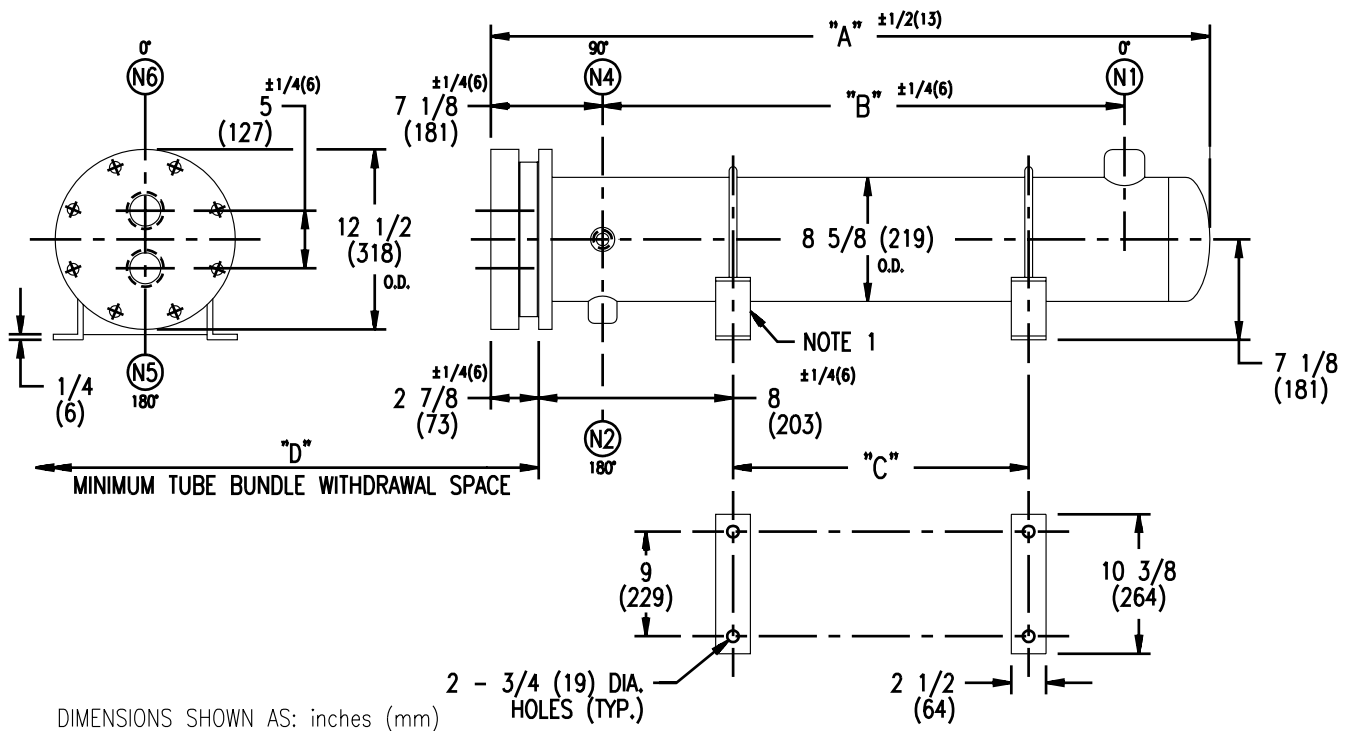 "A" ±1/2(13)
0°
N6
±1/4(6)
5
(127)
±1/4(6)
7 1/8
(181)
90°
N4
"B" ±1/4(6)
0°
N1
12 1/2
(318)
O.D.
8 5/8 (219)
O.D.
NOTE 1
7 1/8
(181)
1/4
(6)
N5
180°
±1/4(6)
2 7/8
(73)
±1/4(6)
8
(203)
N2
180°
"D"
MINIMUM TUBE BUNDLE WITHDRAWAL SPACE
"C"
9
(229)
10 3/8
(264)
2 - 3/4 (19) DIA.
HOLES (TYP.)
2 1/2
(64)
DIMENSIONS SHOWN AS: inches (mm)